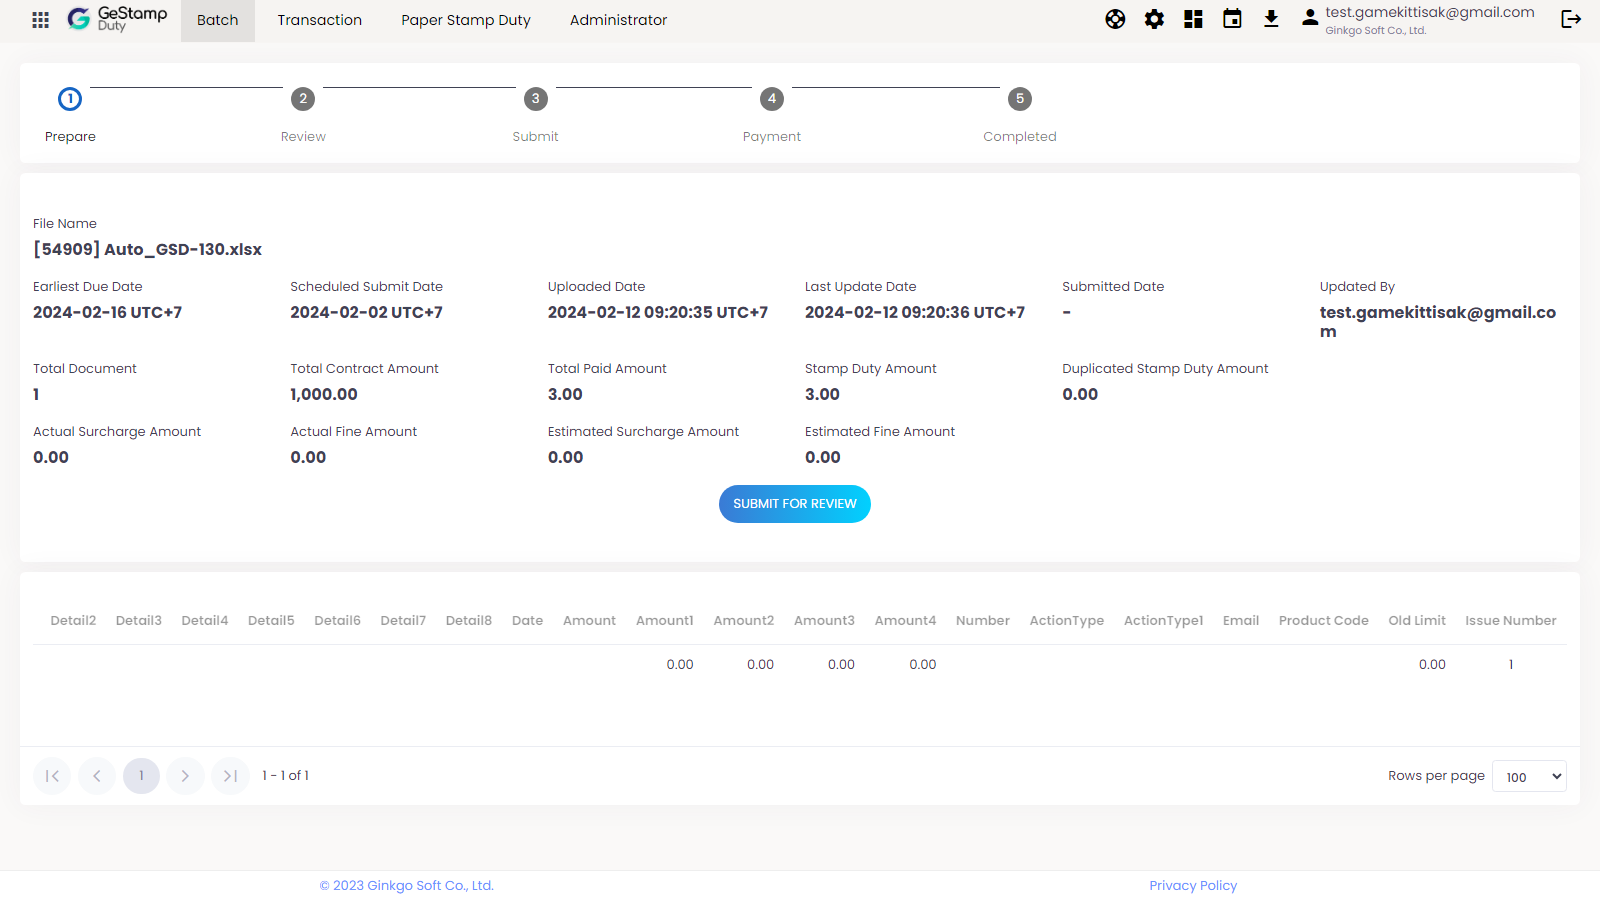 GeStamp
Duty
Batch
Transaction
Paper Stamp Duty
Administrator
test.gamekittisak@gmail.com
Ginkgo Soft Co., Ltd.
1
2
3
4
5
Prepare
Review
Submit
Payment
Completed
File Name
[54909] Auto_GSD-130.xlsx
Earliest Due Date
2024-02-16 UTC+7
Scheduled Submit Date
2024-02-02 UTC+7
Uploaded Date
2024-02-12 09:20:35 UTC+7
Last Update Date
2024-02-12 09:20:36 UTC+7
Submitted Date
-
Updated By
test.gamekittisak@gmail.co
m
Total Document
1
Total Contract Amount
1,000.00
Total Paid Amount
3.00
Stamp Duty Amount
3.00
Duplicated Stamp Duty Amount
0.00
Actual Surcharge Amount
0.00
Actual Fine Amount
0.00
Estimated Surcharge Amount
0.00
Estimated Fine Amount
0.00
SUBMIT FOR REVIEW
Detail2 Detail3 Detail4 Detail5 Detail6 Detail7 Detail8 Date Amount Amount1 Amount2 Amount3 Amount4 Number ActionType ActionType1 Email Product Code Old Limit Issue Number
0.00 0.00 0.00 0.00 0.00 1
1
1 - 1 of 1
Rows per page 100
© 2023 Ginkgo Soft Co., Ltd.
Privacy Policy